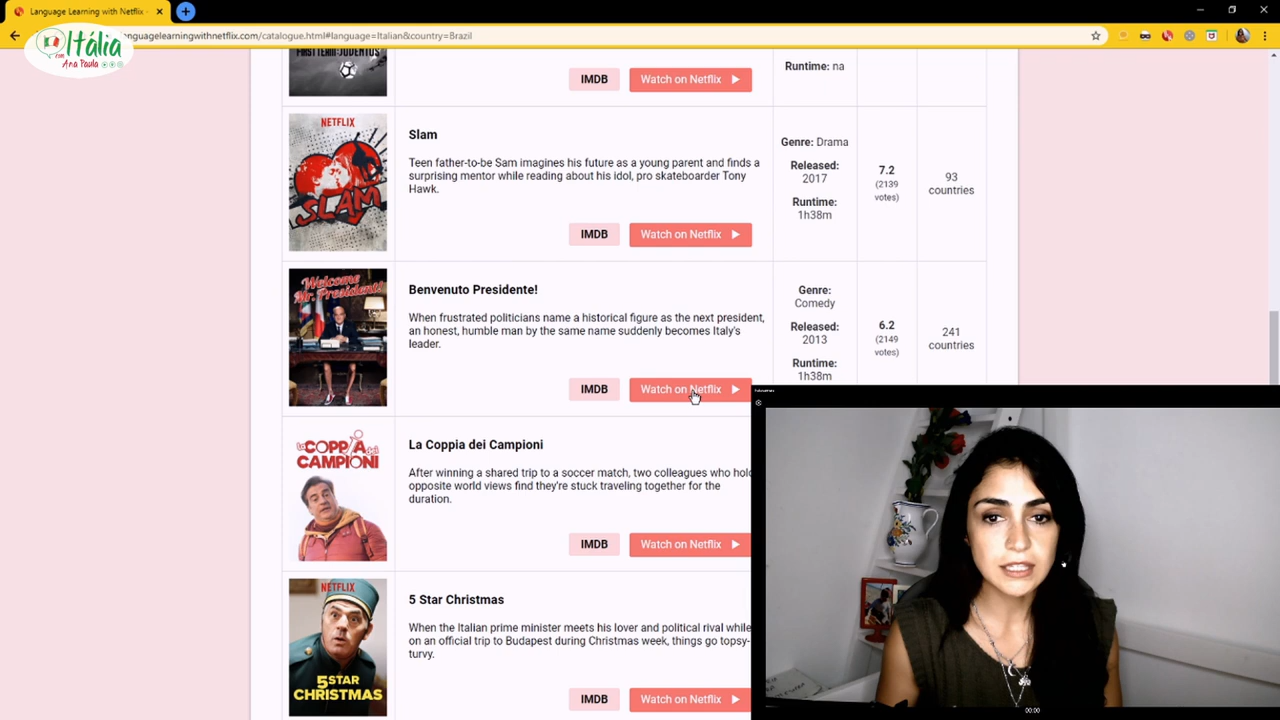 Language Learning with Netflix -
Itália
com
Ana Paula
nguagelearningwithnetflix.com/catalogue.html#language=Italian&country=Brazil
FIRST TEAM: JUVENTUS
IMDB
Watch on Netflix
Runtime: na
NETFLIX
SLAM
Slam
Teen father-to-be Sam imagines his future as a young parent and finds a
surprising mentor while reading about his idol, pro skateboarder Tony
Hawk.
IMDB
Watch on Netflix
Genre: Drama
Released:
2017
Runtime:
1h38m
7.2
(2139
votes)
93
countries
Welcome
Mr. President!
Benvenuto Presidente!
When frustrated politicians name a historical figure as the next president,
an honest, humble man by the same name suddenly becomes Italy's
leader.
IMDB
Watch on Netflix
Genre:
Comedy
Released:
2013
Runtime:
1h38m
6.2
(2149
votes)
241
countries
La COPPIA
dei CAMPIONI
La Coppia dei Campioni
After winning a shared trip to a soccer match, two colleagues who hold
opposite world views find they're stuck traveling together for the
duration.
IMDB
Watch on Netflix
NETFLIX
5 STAR
CHRISTMAS
5 Star Christmas
When the Italian prime minister meets his lover and political rival while
on an official trip to Budapest during Christmas week, things go topsy-
turvy.
IMDB
Watch on Netflix
00:00